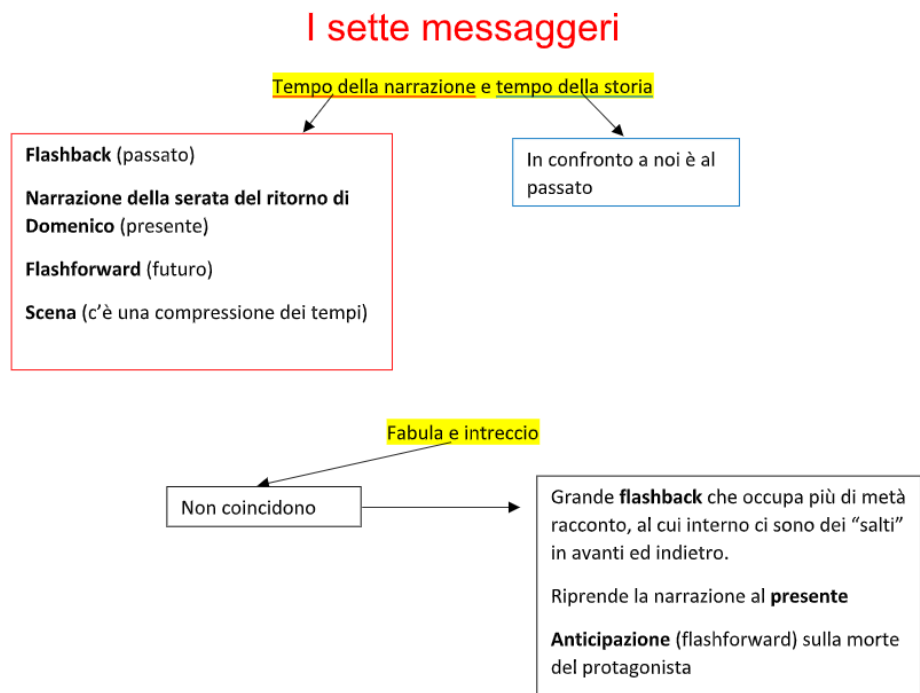 I sette messaggeri
Tempo della narrazione e tempo della storia
Flashback (passato)
Narrazione della serata del ritorno di
Domenico (presente)
Flashforward (futuro)
Scena (c'è una compressione dei tempi)
In confronto a noi è al
passato
Fabula e intreccio
Non coincidono
Grande flashback che occupa più di metà
racconto, al cui interno ci sono dei “salti”
in avanti ed indietro.
Riprende la narrazione al presente
Anticipazione (flashforward) sulla morte
del protagonista